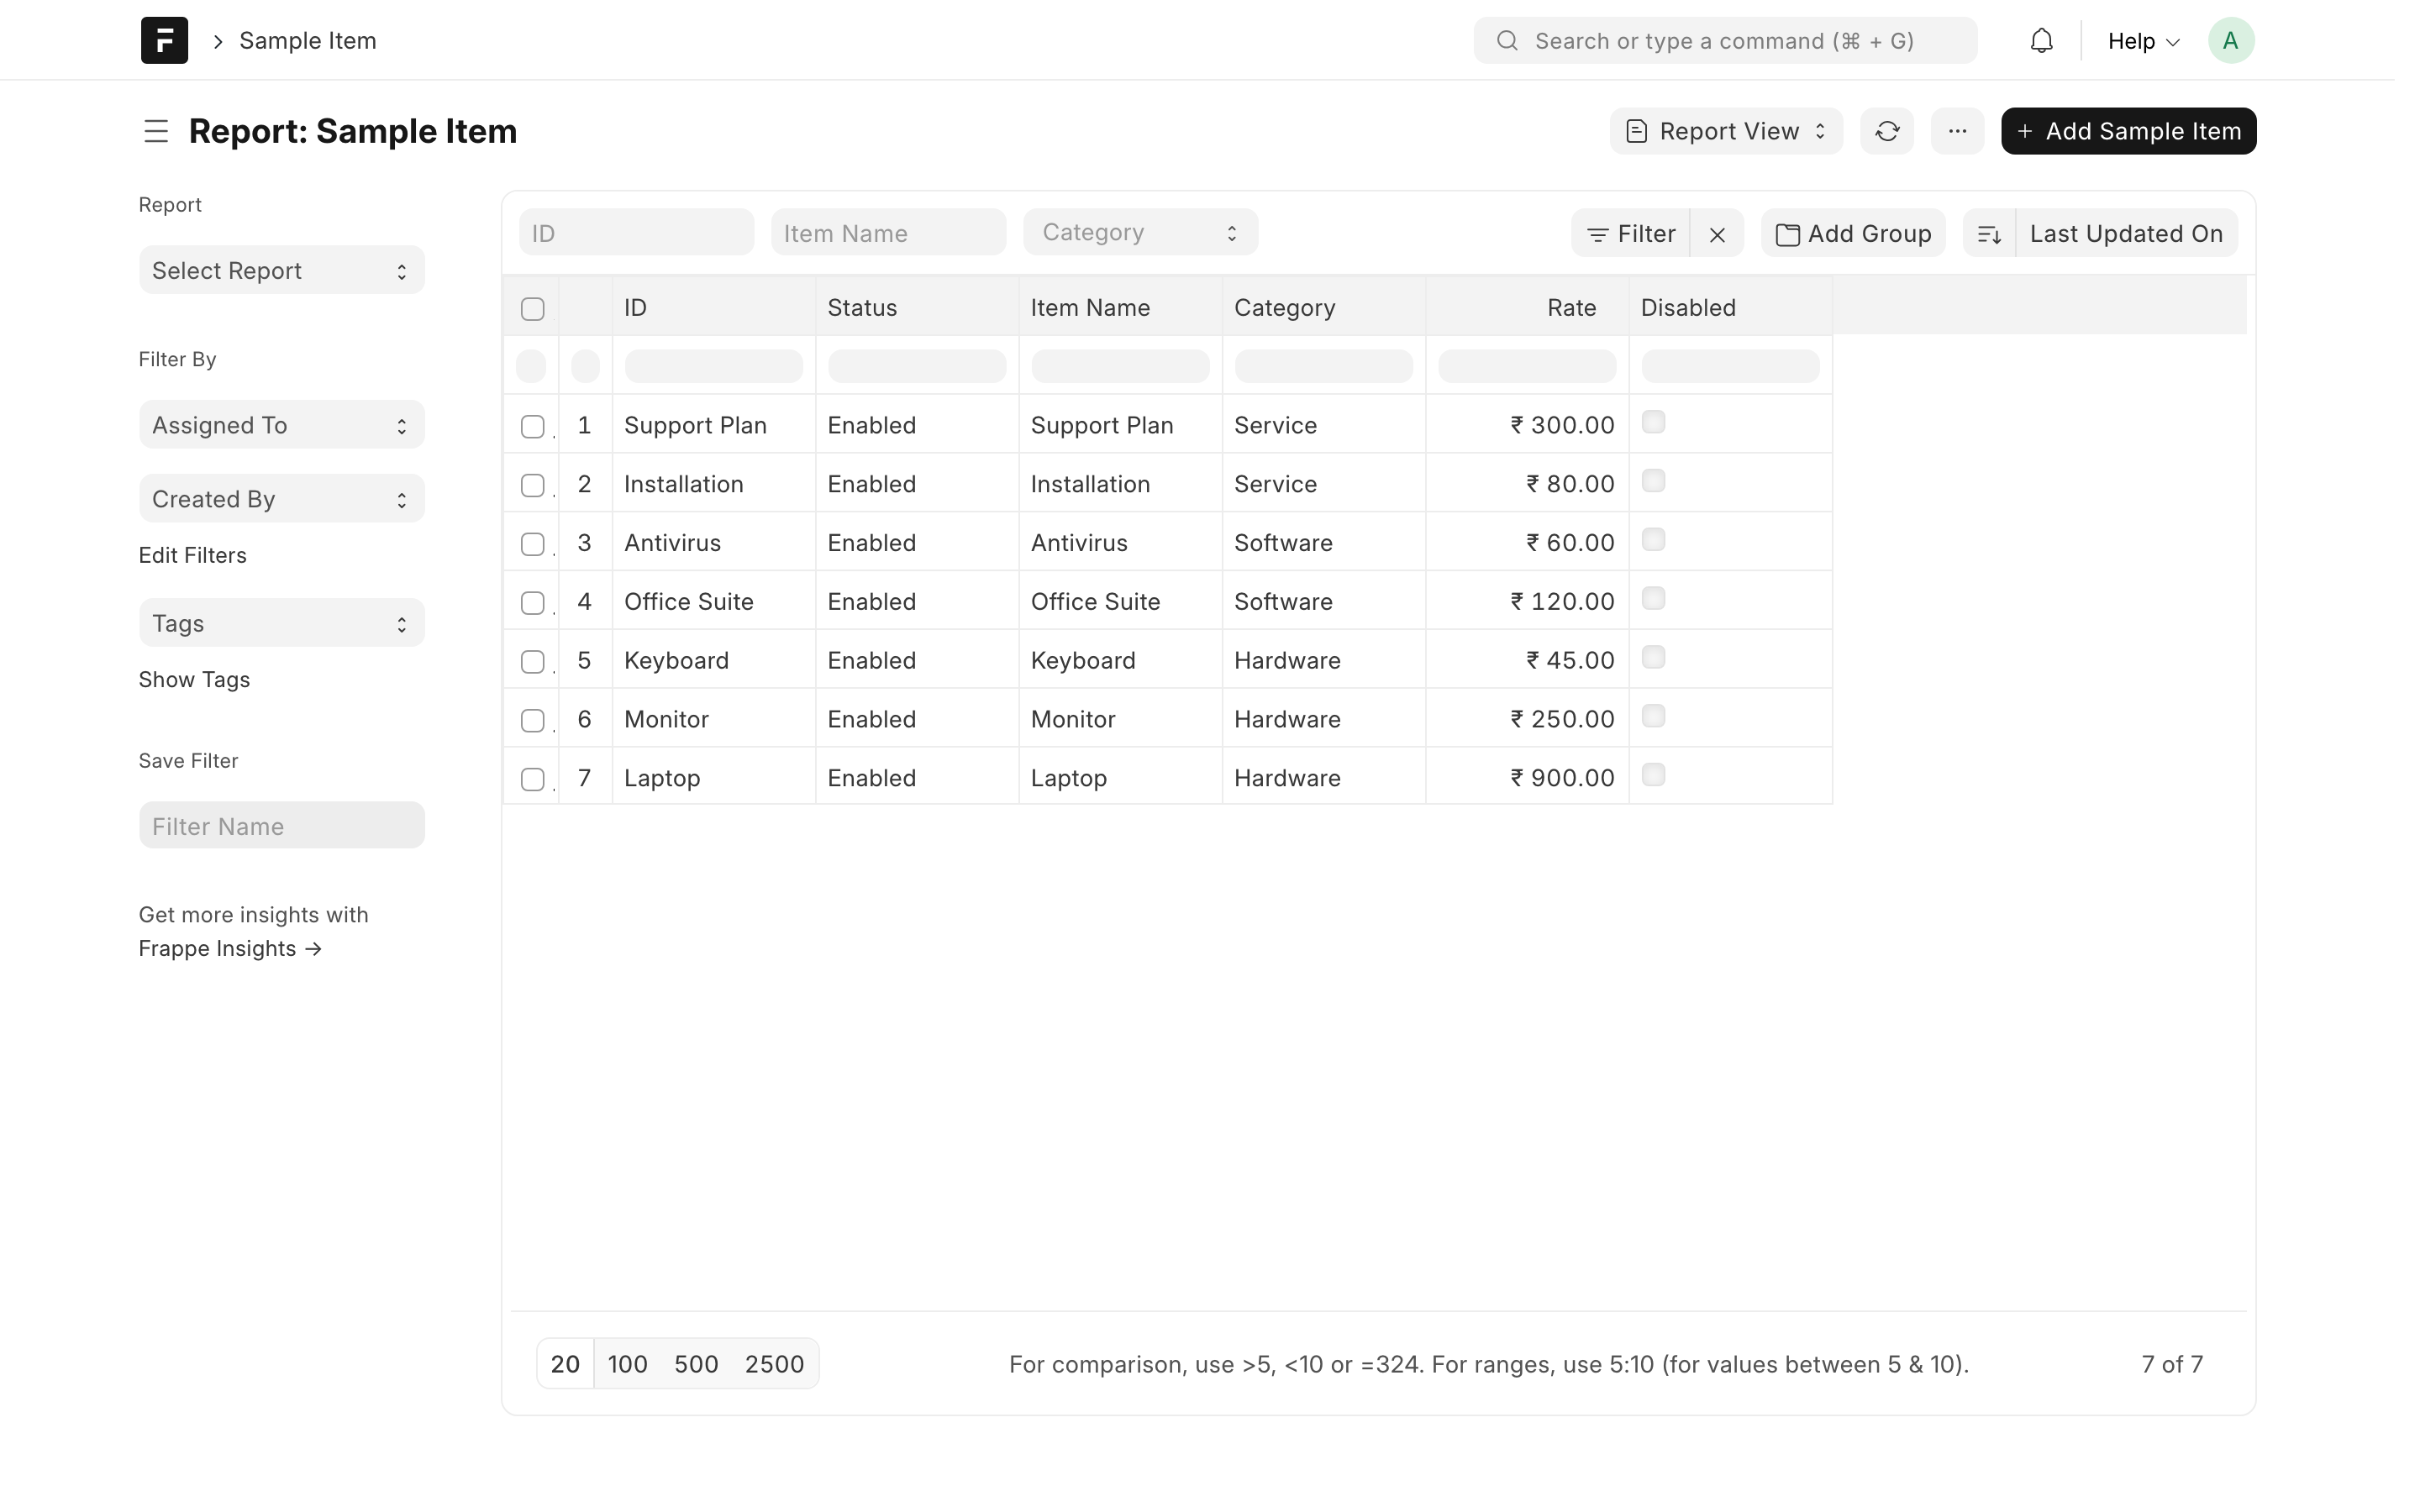 F
Sample Item
Search or type a command (⌘ + G)
Help
A
Report: Sample Item
Report View
Add Sample Item
Report
Select Report
Filter By
Assigned To
Created By
Edit Filters
Tags
Show Tags
Save Filter
Filter Name
Get more insights with
Frappe Insights →
ID
Item Name
Category
Filter
Add Group
Last Updated On
ID Status Item Name Category Rate Disabled
1 Support Plan Enabled Support Plan Service ₹ 300.00
2 Installation Enabled Installation Service ₹ 80.00
3 Antivirus Enabled Antivirus Software ₹ 60.00
4 Office Suite Enabled Office Suite Software ₹ 120.00
5 Keyboard Enabled Keyboard Hardware ₹ 45.00
6 Monitor Enabled Monitor Hardware ₹ 250.00
7 Laptop Enabled Laptop Hardware ₹ 900.00
20 100 500 2500
For comparison, use >5, <10 or =324. For ranges, use 5:10 (for values between 5 & 10).
7 of 7